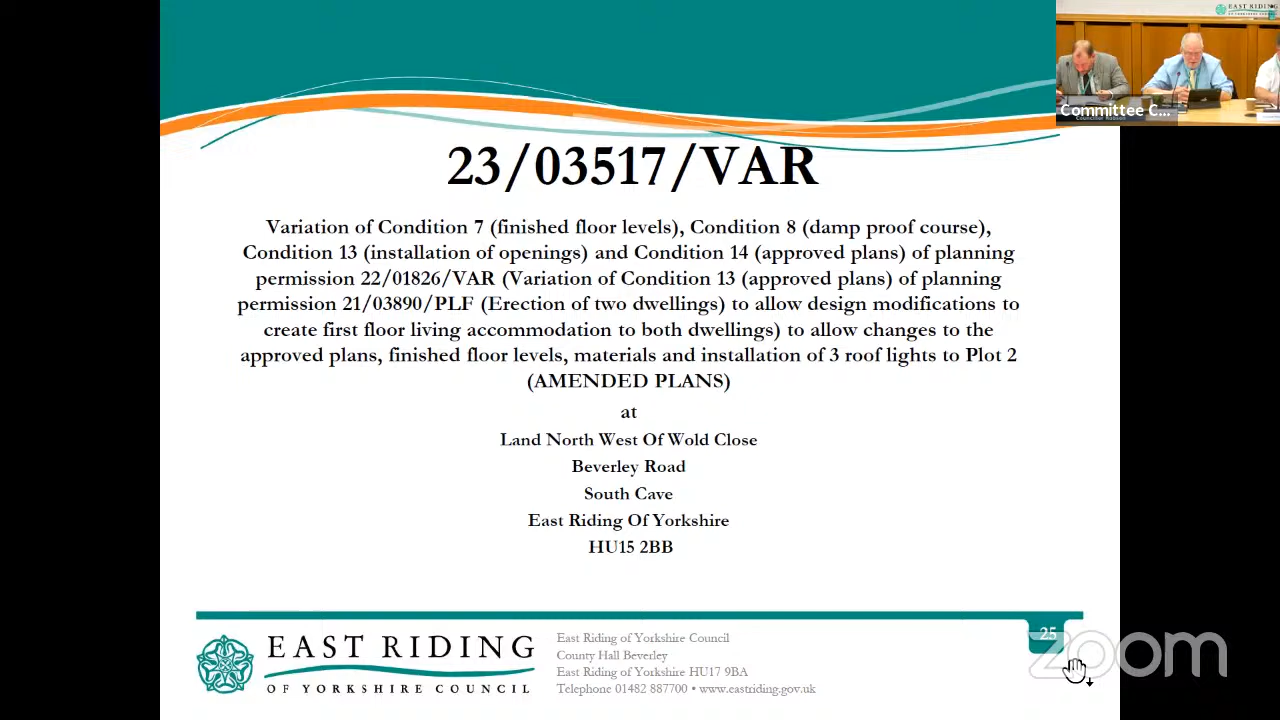 EAST RIDING
Committee C...
23/03517/VAR
Variation of Condition 7 (finished floor levels), Condition 8 (damp proof course),
Condition 13 (installation of openings) and Condition 14 (approved plans) of planning
permission 22/01826/VAR (Variation of Condition 13 (approved plans) of planning
permission 21/03890/PLF (Erection of two dwellings) to allow design modifications to
create first floor living accommodation to both dwellings) to allow changes to the
approved plans, finished floor levels, materials and installation of 3 roof lights to Plot 2
(AMENDED PLANS)
at
Land North West Of Wold Close
Beverley Road
South Cave
East Riding Of Yorkshire
HU15 2BB
25
zoom
EAST RIDING
OF YORKSHIRE COUNCIL
East Riding of Yorkshire Council
County Hall Beverley
East Riding of Yorkshire HU17 9BA
Telephone 01482 887700 • www.eastriding.gov.uk